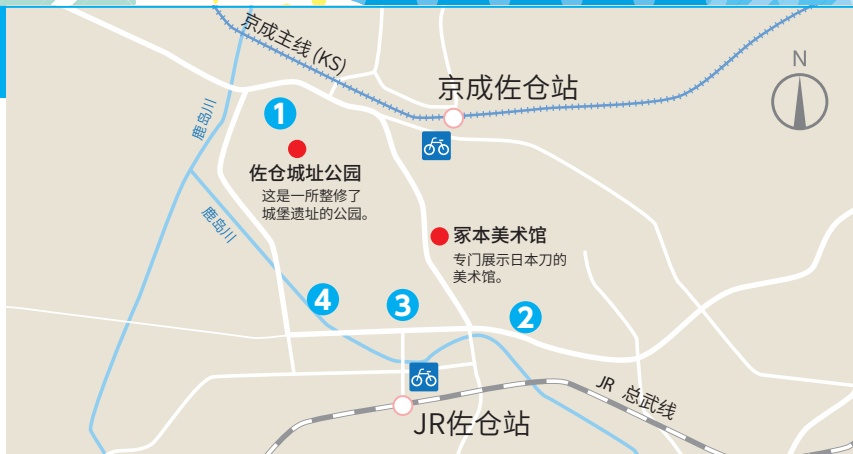 京成主线 (KS)
N
京成佐仓站
鹿岛川
1
佐仓城址公园
这是一所整修了
城堡遗址的公园。
鹿岛川
冢本美术馆
专门展示日本刀的
美术馆。
4
3
2
JR 总武线
JR佐仓站